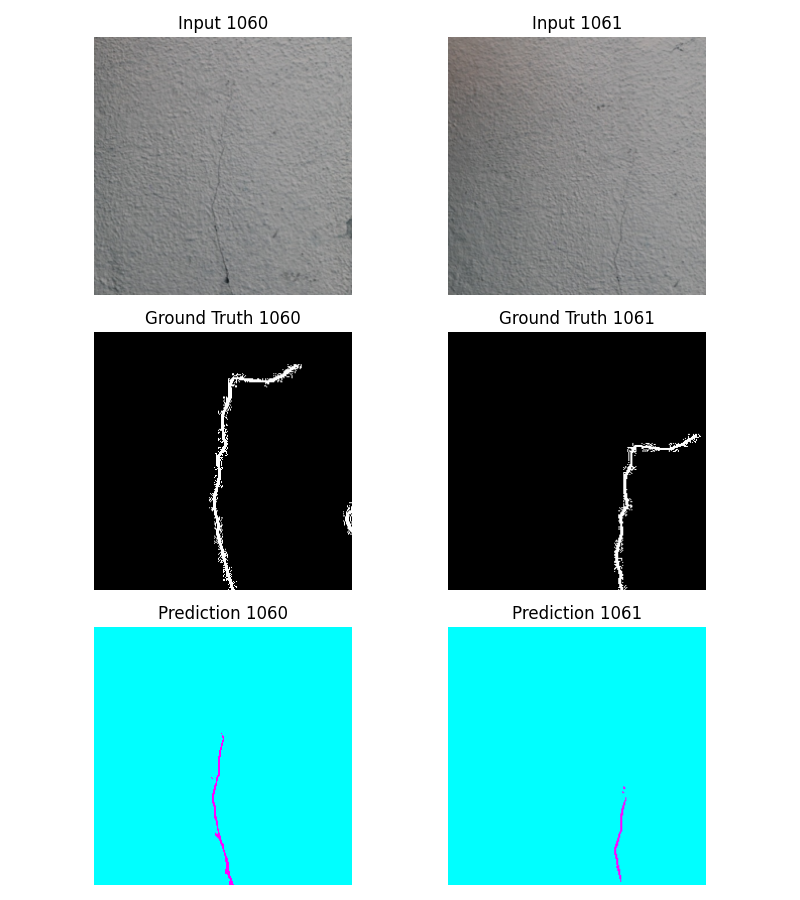 Input 1060
Input 1061
Ground Truth 1060
Ground Truth 1061
Prediction 1060
Prediction 1061